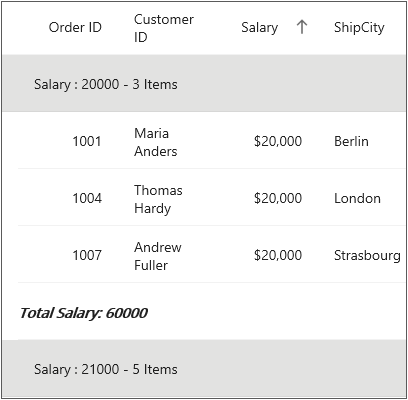 Order ID Customer ID Salary ↑ ShipCity
Salary : 20000 - 3 Items
1001 Maria Anders $20,000 Berlin
1004 Thomas Hardy $20,000 London
1007 Andrew Fuller $20,000 Strasbourg
Total Salary: 60000
Salary : 21000 - 5 Items